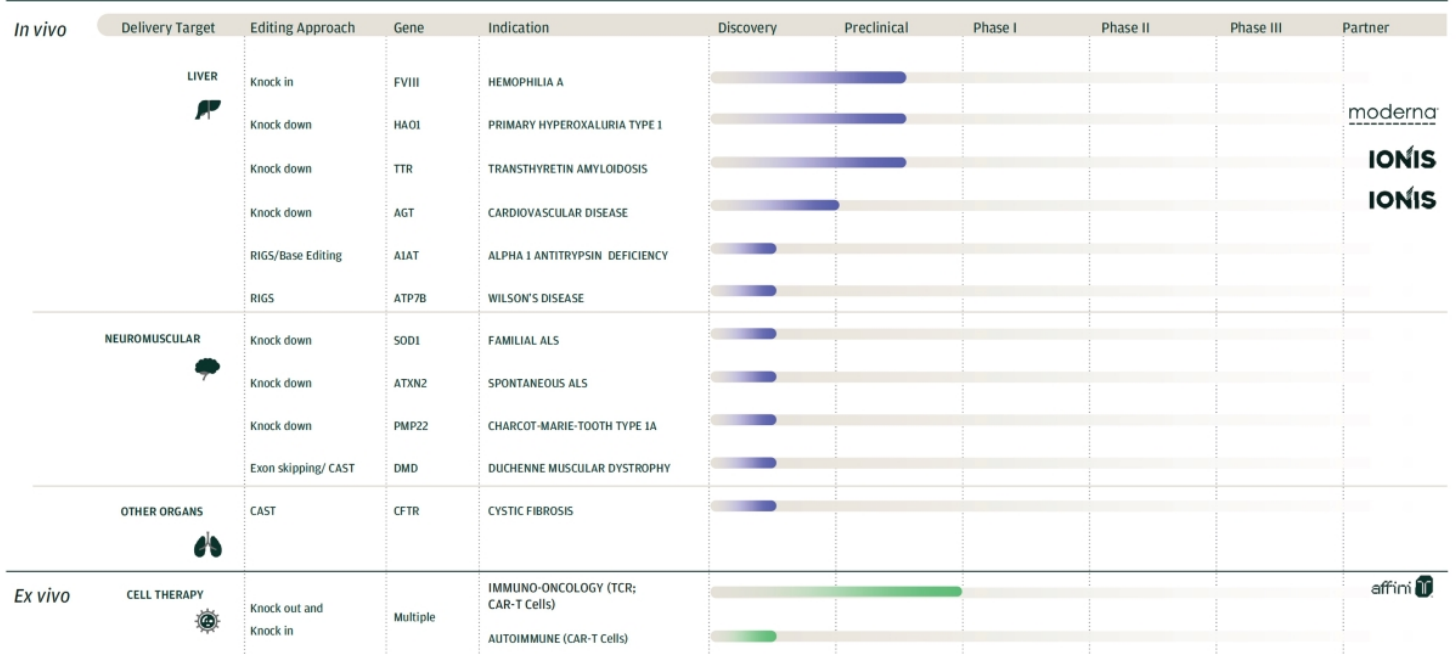 In vivo Delivery Target Editing Approach Gene Indication Discovery Preclinical Phase I Phase II Phase III Partner
LIVER
Knock in FVIII HEMOPHILIA A
Knock down HAO1 PRIMARY HYPEROXALURIA TYPE 1 moderna
Knock down TTR TRANSTHYRETIN AMYLOIDOSIS IONIS
Knock down AGT CARDIOVASCULAR DISEASE IONIS
RIGS/Base Editing A1AT ALPHA 1 ANTITRYPSIN DEFICIENCY
RIGS ATP7B WILSON'S DISEASE
NEUROMUSCULAR Knock down SOD1 FAMILIAL ALS
Knock down ATXN2 SPONTANEOUS ALS
Knock down PMP22 CHARCOT-MARIE-TOOTH TYPE 1A
Exon skipping/ CAST DMD DUCHENNE MUSCULAR DYSTROPHY
OTHER ORGANS CAST CFTR CYSTIC FIBROSIS
Ex vivo CELL THERAPY
Knock out and
Knock in
Multiple
IMMUNO-ONCOLOGY (TCR;
CAR-T Cells)
affini T
AUTOIMMUNE (CAR-T Cells)